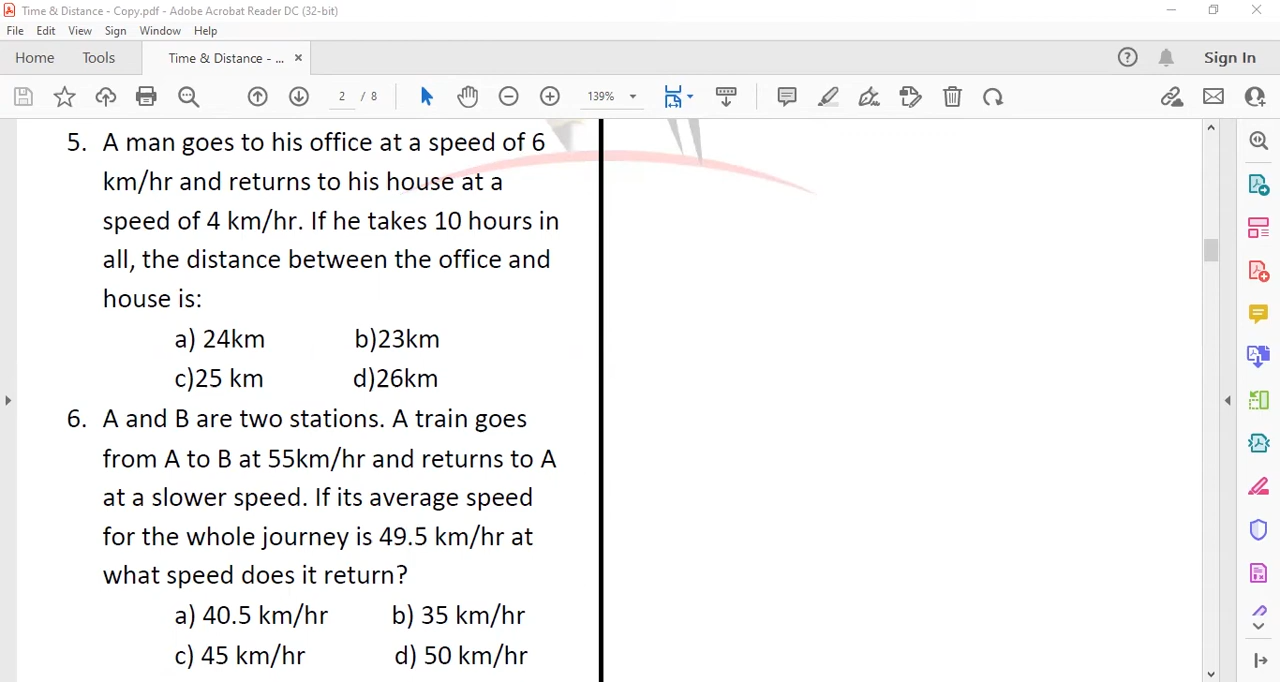 Time & Distance - Copy.pdf - Adobe Acrobat Reader DC (32-bit)
File Edit View Sign Window Help
Home Tools Time & Distance - ... × Sign In
2 / 8 139%
5. A man goes to his office at a speed of 6
km/hr and returns to his house at a
speed of 4 km/hr. If he takes 10 hours in
all, the distance between the office and
house is:
a) 24km b)23km
c)25 km d)26km
6. A and B are two stations. A train goes
from A to B at 55km/hr and returns to A
at a slower speed. If its average speed
for the whole journey is 49.5 km/hr at
what speed does it return?
a) 40.5 km/hr b) 35 km/hr
c) 45 km/hr d) 50 km/hr